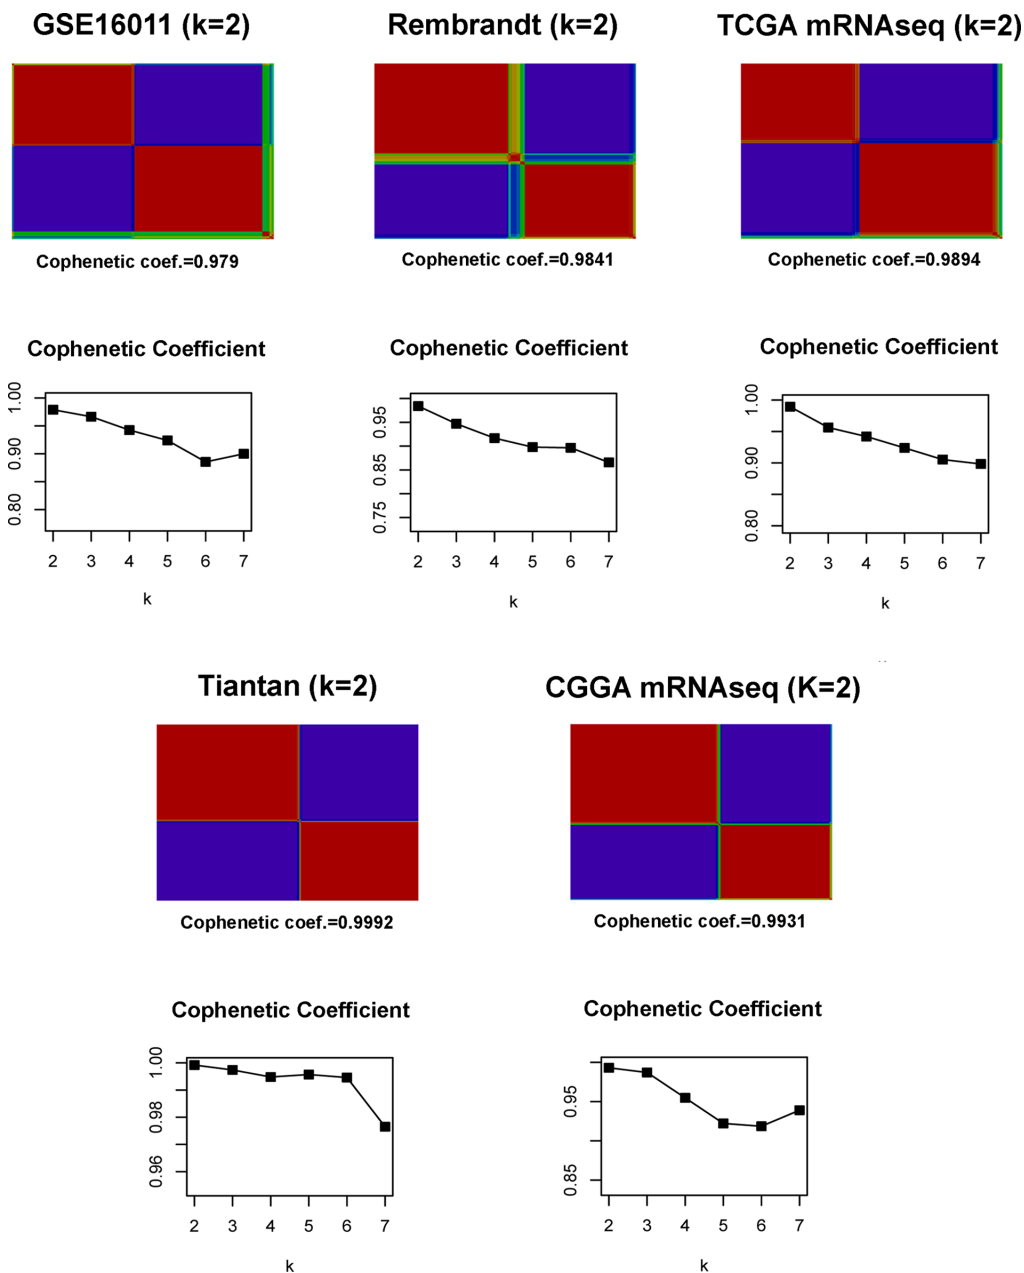 GSE16011 (k=2)
Rembrandt (k=2)
TCGA mRNAseq (k=2)
Cophenetic coef.=0.979
Cophenetic coef.=0.9841
Cophenetic coef.=0.9894
Cophenetic Coefficient
1.00
0.90
0.80
2 3 4 5 6 7
k
Cophenetic Coefficient
0.95
0.85
0.75
2 3 4 5 6 7
k
Cophenetic Coefficient
1.00
0.90
0.80
2 3 4 5 6 7
k
Tiantan (k=2)
CGGA mRNAseq (K=2)
Cophenetic coef.=0.9992
Cophenetic coef.=0.9931
Cophenetic Coefficient
1.00
0.98
0.96
2 3 4 5 6 7
k
Cophenetic Coefficient
0.95
0.85
2 3 4 5 6 7
k